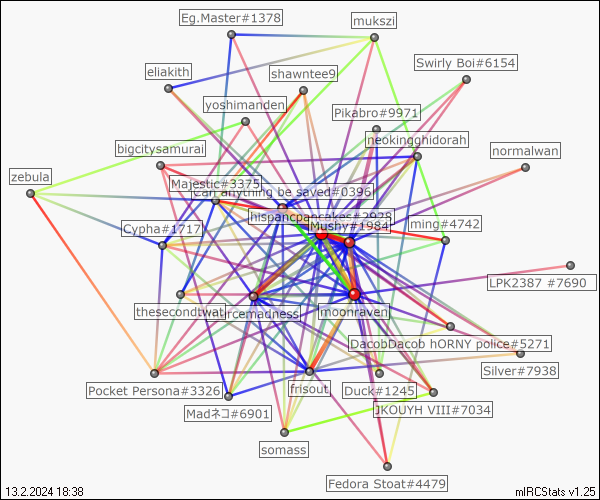 Eg.Master#1378
mukszi
Swirly Boi#6154
eliakith
shawntee9
yoshimanden
Pikabro#9971
neokingghidorah
bigcitysamurai
normalwan
zebula
Majestic#3375
can anything be saved#0396
hispancpancakes#2928
Mushy#1984
ming#4742
Cypha#1717
LPK2387 #7690
thesecondtwat
rcemadness
moonraven
DacobDacob hORNY police#5271
Silver#7938
Pocket Persona#3326
frisout
Duck#1245
Madネコ#6901
JKOUYH VIII#7034
somass
Fedora Stoat#4479
13.2.2024 18:38
mIRCStats v1.25